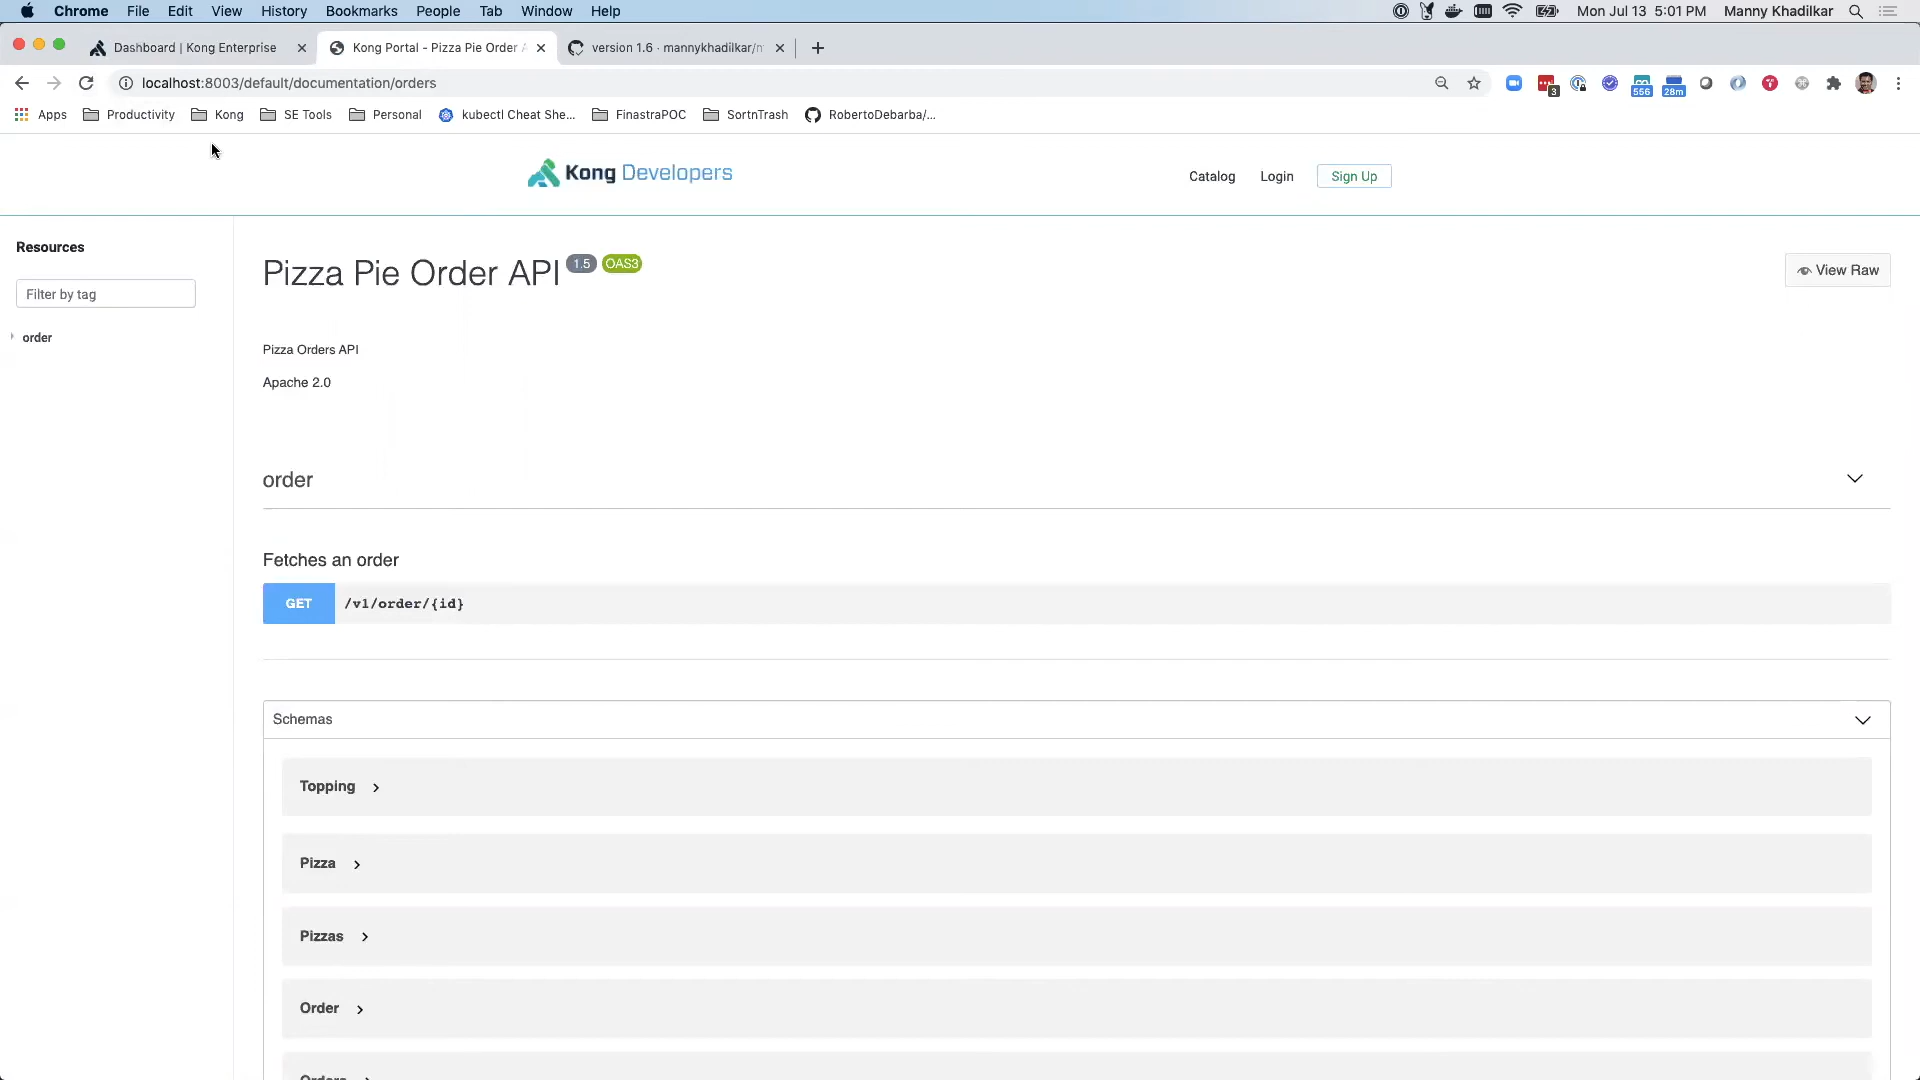 Chrome File Edit View History Bookmarks People Tab Window Help Mon Jul 13 5:01 PM Manny Khadilkar
Dashboard | Kong Enterprise Kong Portal - Pizza Pie Order version 1.6 · mannykhadilkar/
localhost:8003/default/documentation/orders 3 556 28m
Apps Productivity Kong SE Tools Personal kubectl Cheat She... FinastraPOC SortnTrash RobertoDebarba/...
Kong Developers
Catalog Login Sign Up
Resources
Filter by tag
order
Pizza Pie Order API 1.5 OAS3
View Raw
Pizza Orders API
Apache 2.0
order
Fetches an order
GET /v1/order/{id}
Schemas
Topping
Pizza
Pizzas
Order